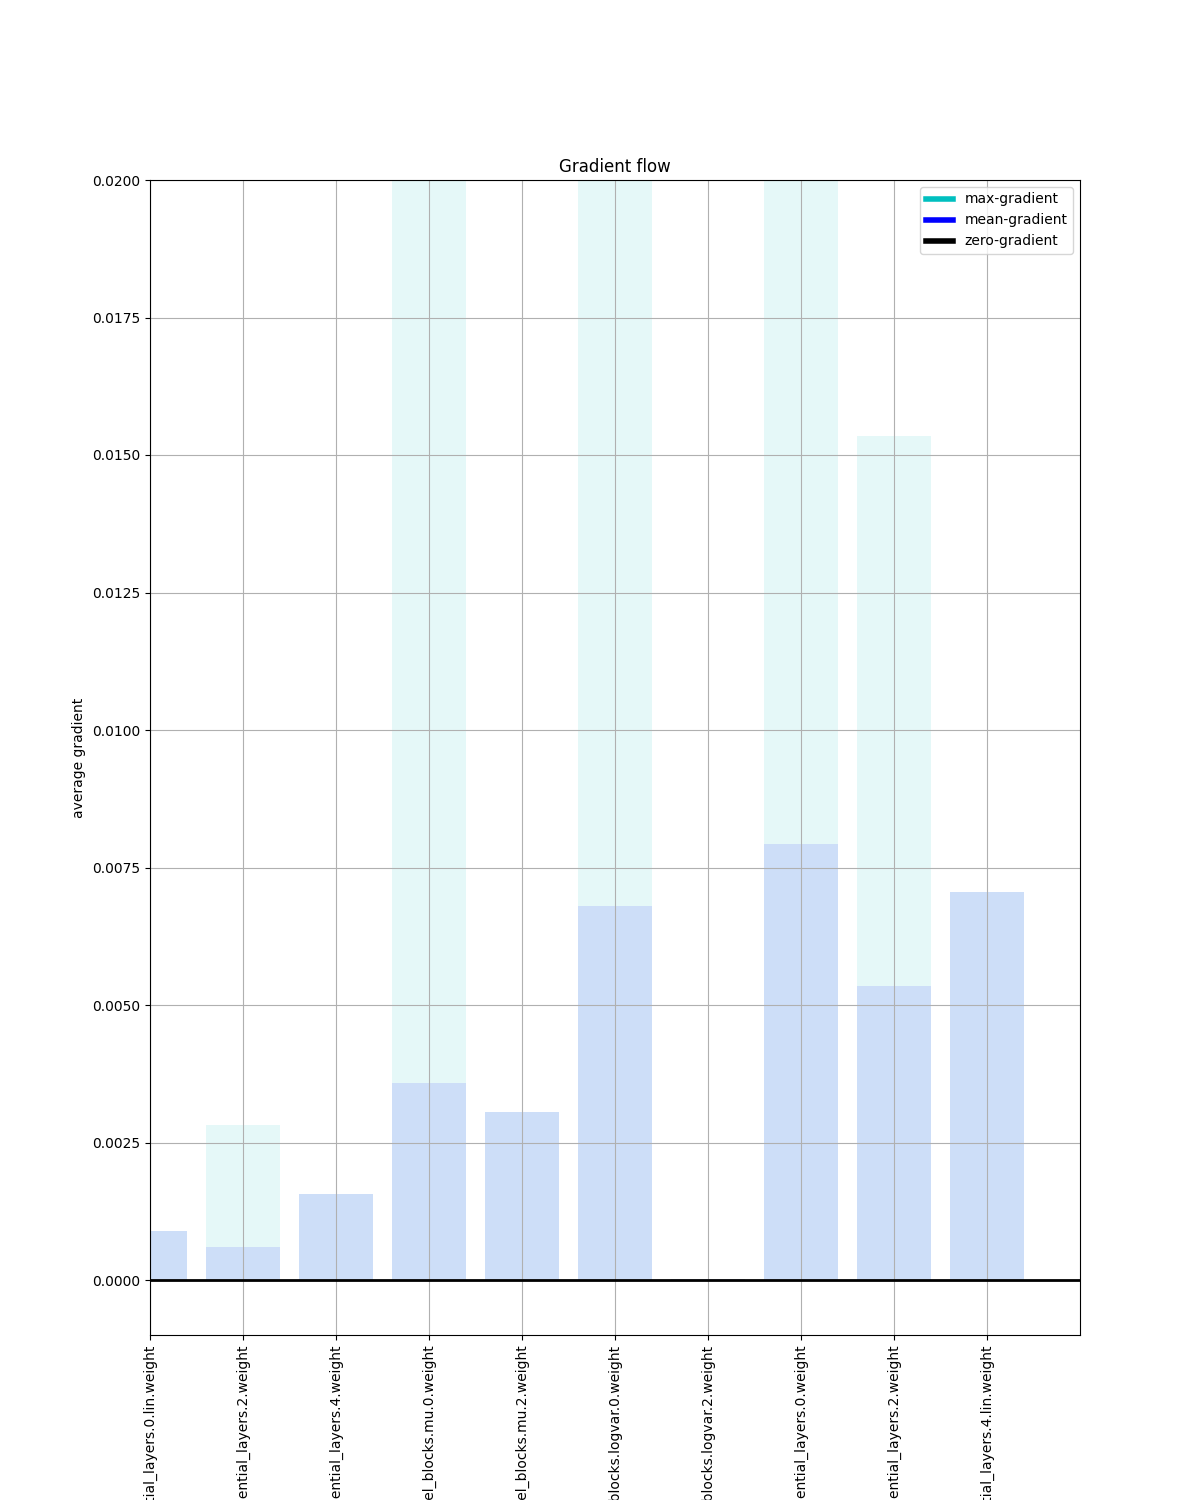 Gradient flow
max-gradient
mean-gradient
zero-gradient
0.0200
0.0175
0.0150
0.0125
0.0100
0.0075
0.0050
0.0025
0.0000
average gradient
tial_layers.0.lin.weight
ential_layers.2.weight
ential_layers.4.weight
el_blocks.mu.0.weight
el_blocks.mu.2.weight
blocks.logvar.0.weight
blocks.logvar.2.weight
ential_layers.0.weight
ential_layers.2.weight
tial_layers.4.lin.weight